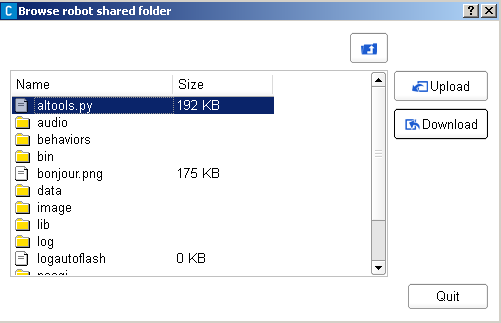 C Browse robot shared folder ? X
Name Size
altools.py 192 KB
audio
behaviors
bin
bonjour.png 175 KB
data
image
lib
log
logautoflash 0 KB
Upload
Download
Quit